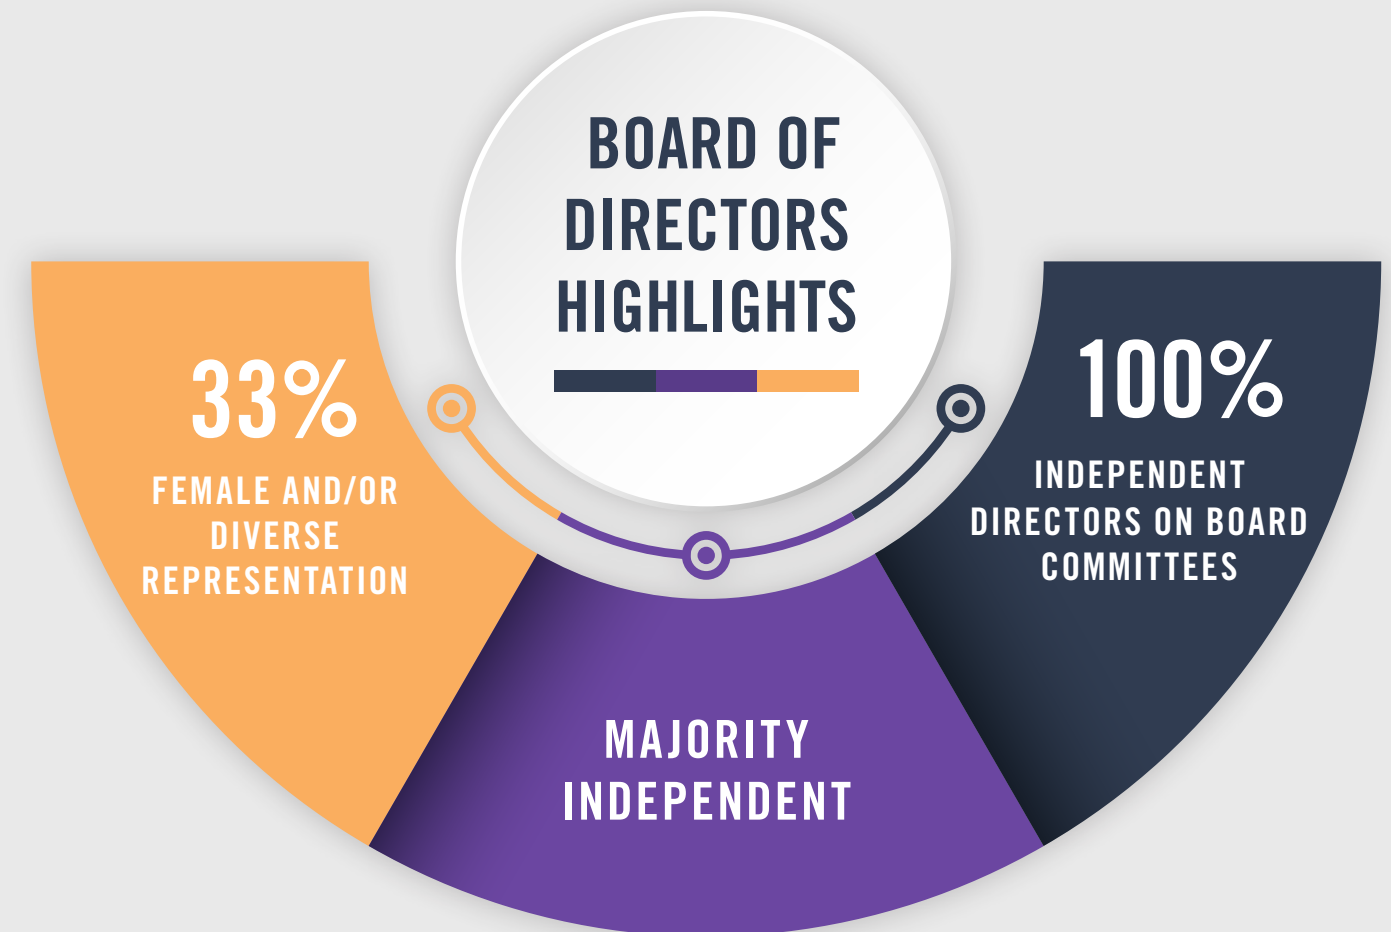 BOARD OF
DIRECTORS
HIGHLIGHTS
33%
FEMALE AND/OR
DIVERSE
REPRESENTATION
MAJORITY
INDEPENDENT
100%
INDEPENDENT
DIRECTORS ON BOARD
COMMITTEES